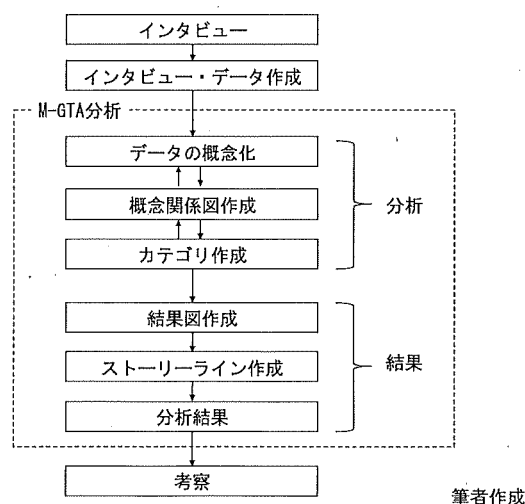 インタビュー
インタビュー・データ作成
M-GTA分析
データの概念化
概念関係図作成
カテゴリ作成
分析
結果図作成
ストーリーライン作成
分析結果
結果
考察
筆者作成